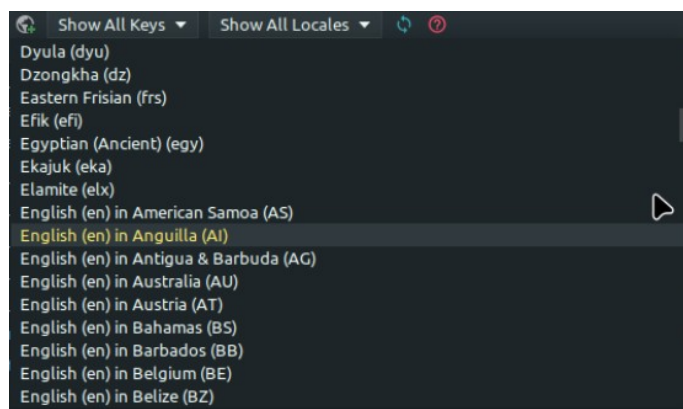 Show All Keys Show All Locales
Dyula (dyu)
Dzongkha (dz)
Eastern Frisian (frs)
Efik (efi)
Egyptian (Ancient) (egy)
Ekajuk (eka)
Elamite (elx)
English (en) in American Samoa (AS)
English (en) in Anguilla (AI)
English (en) in Antigua & Barbuda (AG)
English (en) in Australia (AU)
English (en) in Austria (AT)
English (en) in Bahamas (BS)
English (en) in Barbados (BB)
English (en) in Belgium (BE)
English (en) in Belize (BZ)